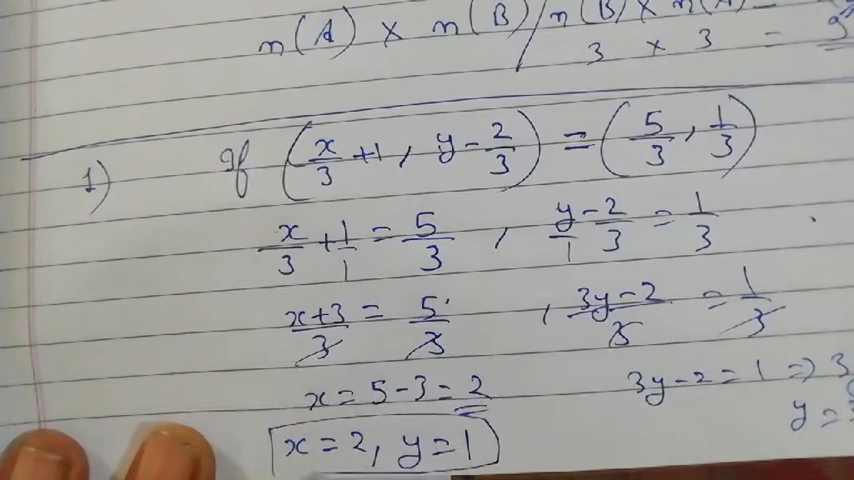 n(A) × n(B) / n(B) × n(A) =
3 × 3 = 9
1) If (x/3 + 1, y - 2/3) = (5/3, 1/3)
x/3 + 1/1 = 5/3 , y/1 - 2/3 = 1/3
x+3/3 = 5/3 , 3y-2/3 = 1/3
x = 5-3 = 2 3y-2 = 1 => 3
x = 2, y = 1 y =